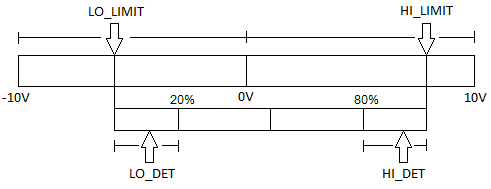 LO_LIMIT HI_LIMIT
-10V 20% 0V 80% 10V
LO_DET HI_DET